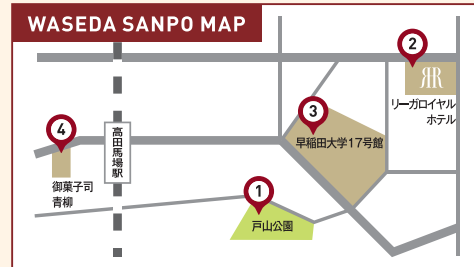 WASEDA SANPO MAP
2
RR
リーガロイヤル
ホテル
3
早稲田大学17号館
4
御菓子司
青柳
高田馬場駅
1
戸山公園